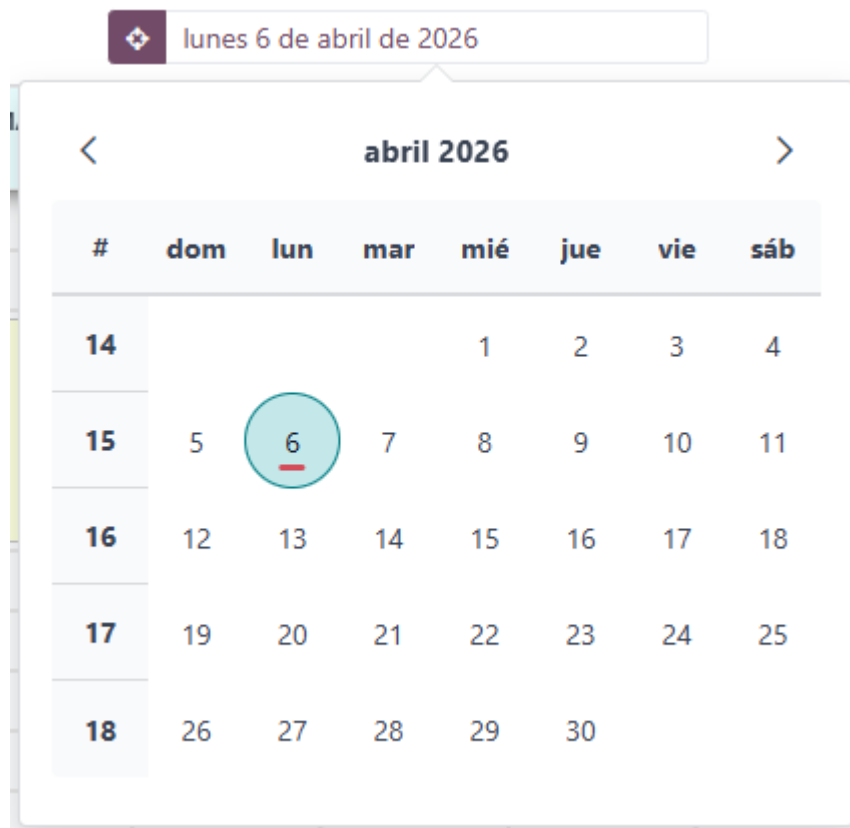 lunes 6 de abril de 2026
abril 2026
# dom lun mar mié jue vie sáb
14 1 2 3 4
15 5 6 7 8 9 10 11
16 12 13 14 15 16 17 18
17 19 20 21 22 23 24 25
18 26 27 28 29 30